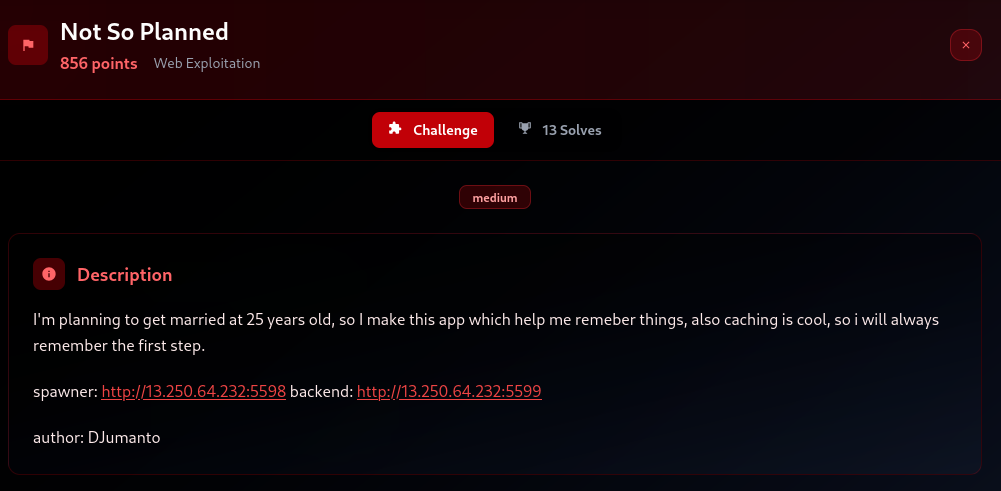 Not So Planned
856 points Web Exploitation
Challenge 13 Solves
medium
Description
I'm planning to get married at 25 years old, so I make this app which help me remeber things, also caching is cool, so i will always
remember the first step.
spawner: http://13.250.64.232:5598 backend: http://13.250.64.232:5599
author: DJumanto